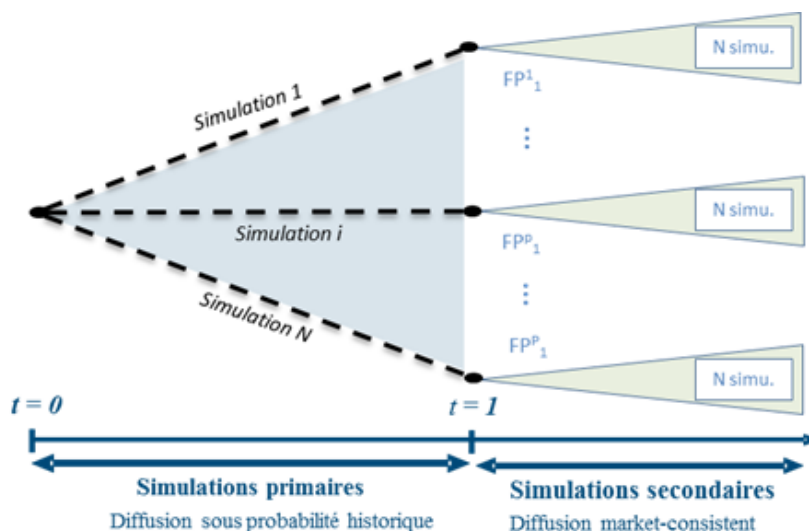 N simu.
Simulation 1
FP¹₁
⋮
N simu.
Simulation i
FPᵖ₁
⋮
Simulation N
FPᴾ₁
N simu.
t = 0
t = 1
Simulations primaires
Simulations secondaires
Diffusion sous probabilité historique
Diffusion market-consistent